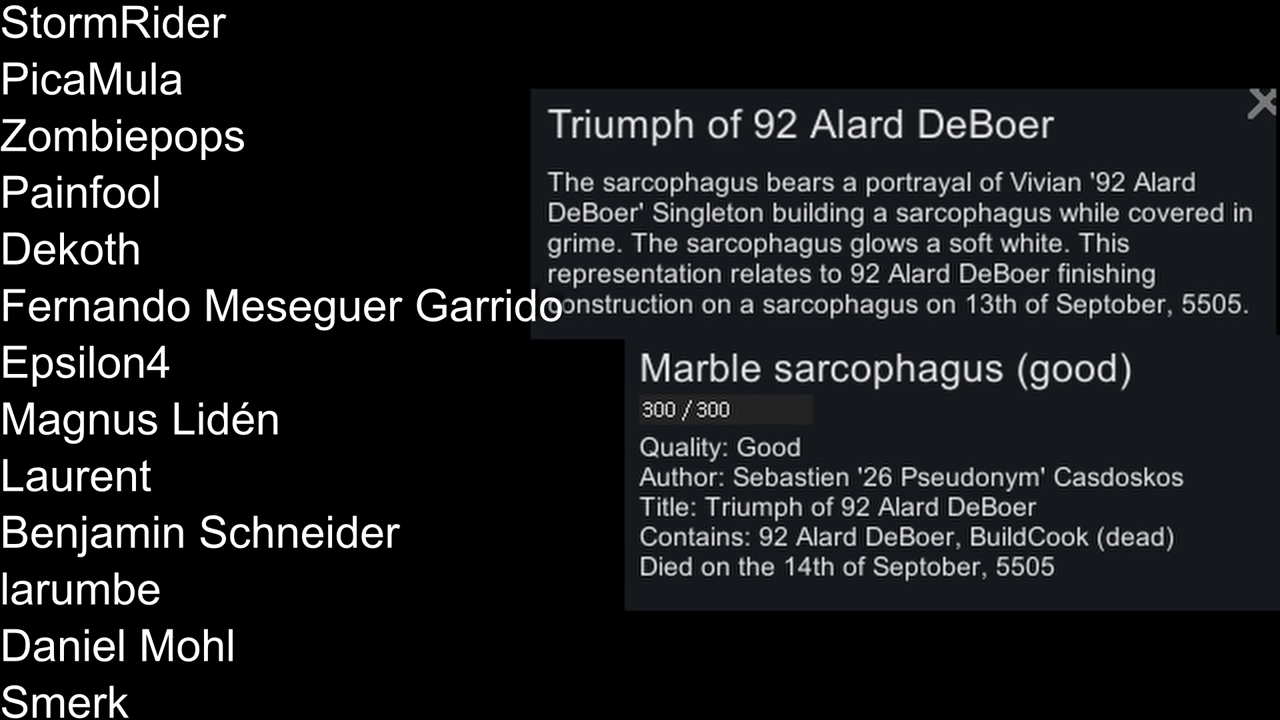 StormRider
PicaMula
Zombiepops
Painfool
Dekoth
Fernando Meseguer Garrido
Epsilon4
Magnus Lidén
Laurent
Benjamin Schneider
larumbe
Daniel Mohl
Smerk
Triumph of 92 Alard DeBoer
The sarcophagus bears a portrayal of Vivian '92 Alard
DeBoer' Singleton building a sarcophagus while covered in
grime. The sarcophagus glows a soft white. This
representation relates to 92 Alard DeBoer finishing
construction on a sarcophagus on 13th of Septober, 5505.
Marble sarcophagus (good)
300 / 300
Quality: Good
Author: Sebastien '26 Pseudonym' Casdoskos
Title: Triumph of 92 Alard DeBoer
Contains: 92 Alard DeBoer, BuildCook (dead)
Died on the 14th of Septober, 5505